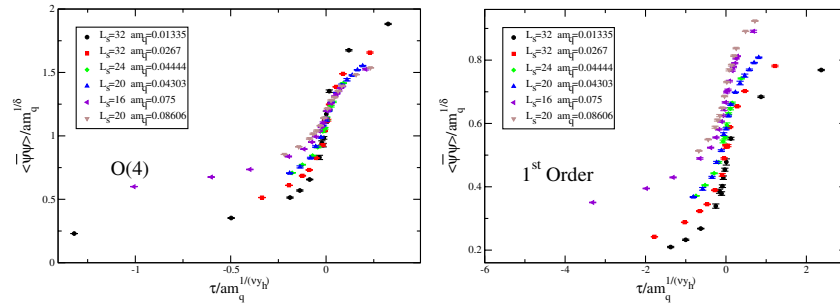 L_s=32 am_q=0.01335
L_s=32 am_q=0.0267
L_s=24 am_q=0.04444
L_s=20 am_q=0.04303
L_s=16 am_q=0.075
L_s=20 am_q=0.08606
O(4)
<ψ̄ψ>/am_q^{1/δ}
2
1.5
1
0.5
0
-1
-0.5
0
0.5
τ/am_q^{1/(νy_h)}
L_s=32 am_q=0.01335
L_s=32 am_q=0.0267
L_s=24 am_q=0.04444
L_s=20 am_q=0.04303
L_s=16 am_q=0.075
L_s=20 am_q=0.08606
1st Order
<ψ̄ψ>/am_q^{1/δ}
0.8
0.6
0.4
0.2
-6
-4
-2
0
2
4
τ/am_q^{1/(νy_h)}